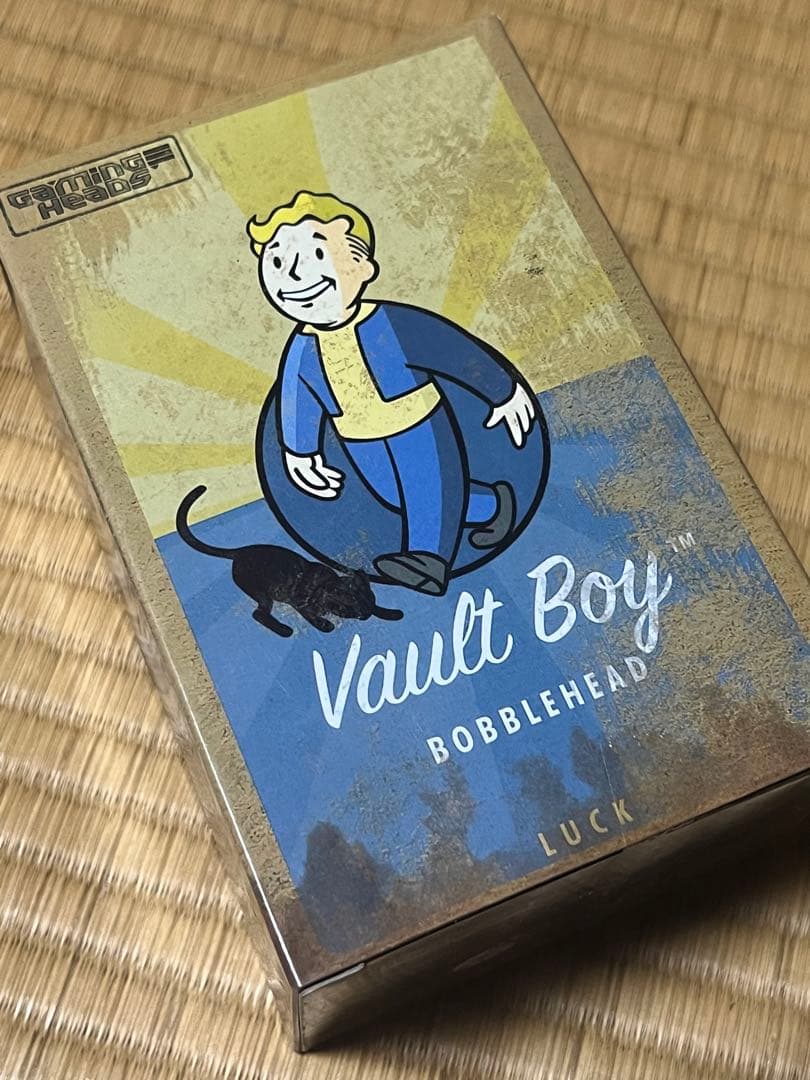 GAMING
HEADS
Vault Boy™
BOBBLEHEAD
LUCK